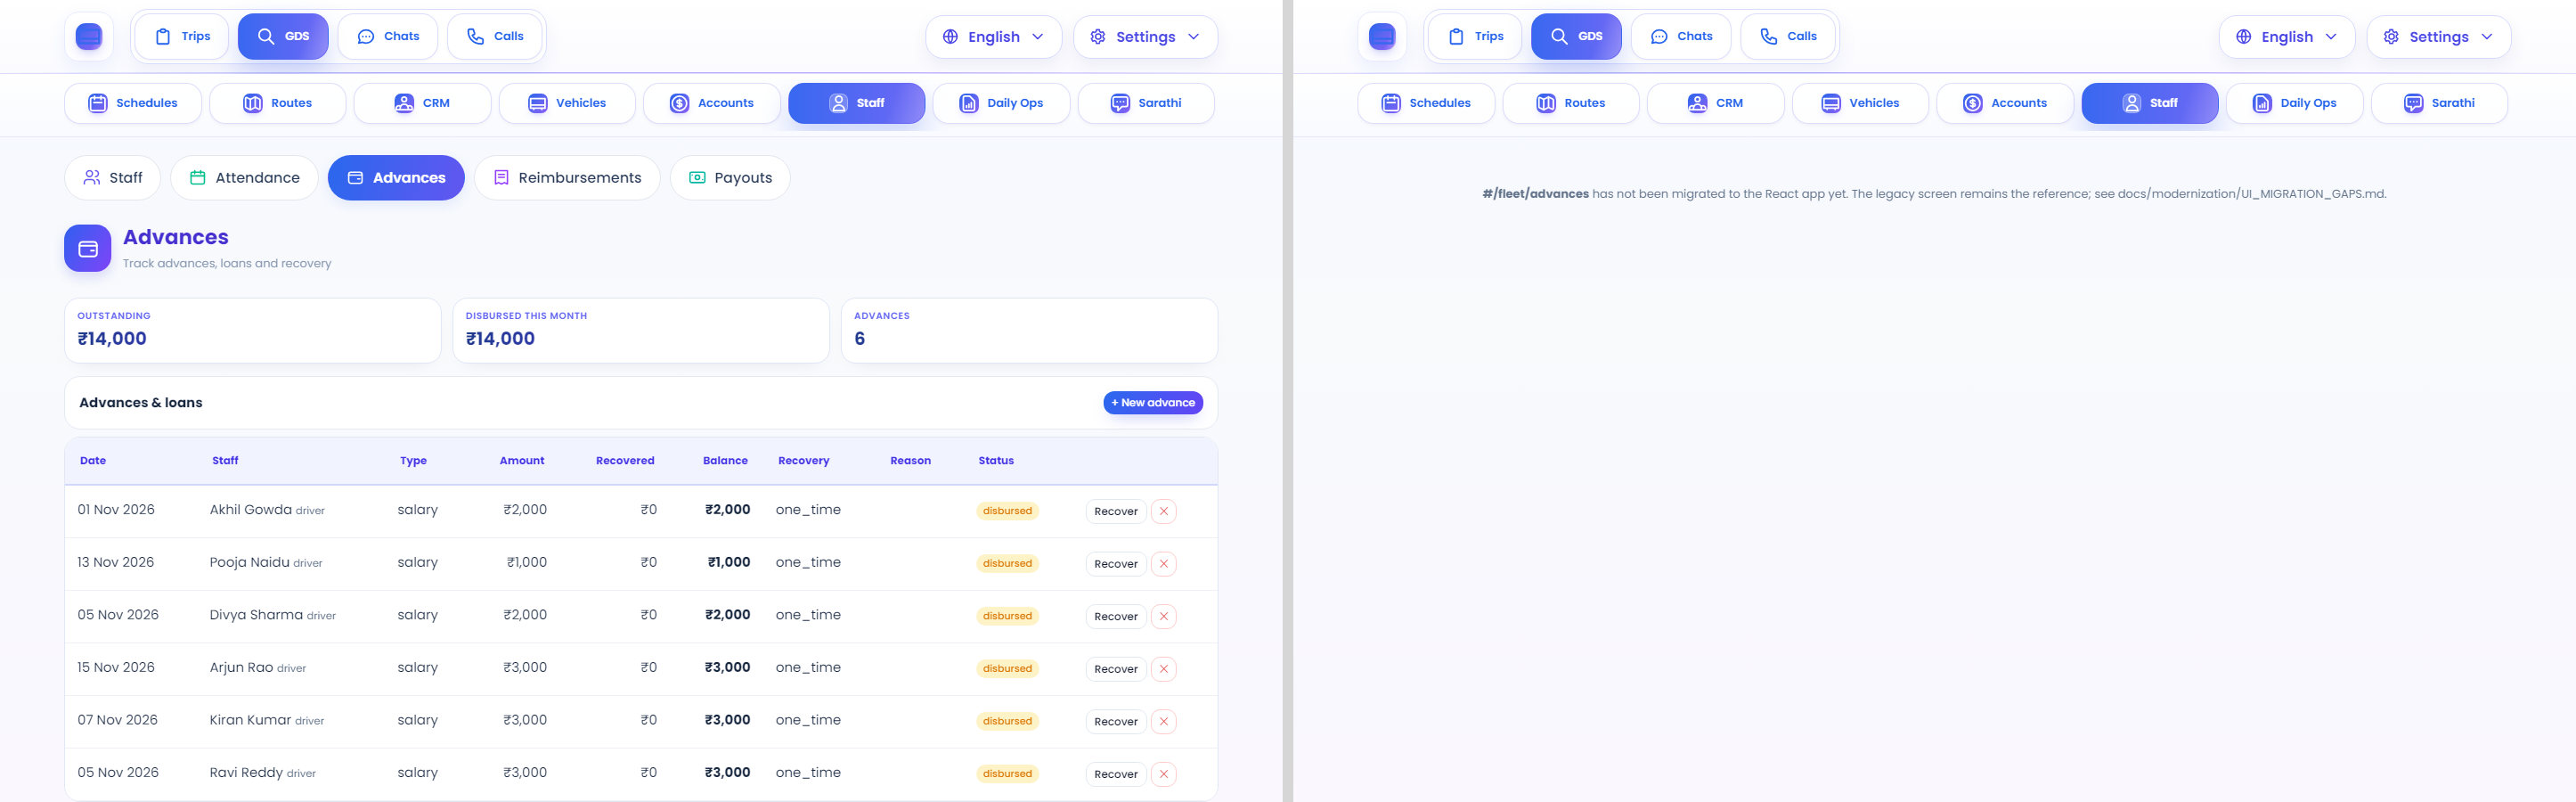 Trips GDS Chats Calls English Settings
Schedules Routes CRM Vehicles Accounts Staff Daily Ops Sarathi
Staff Attendance Advances Reimbursements Payouts
Advances
Track advances, loans and recovery
OUTSTANDING DISBURSED THIS MONTH ADVANCES
₹14,000 ₹14,000 6
Advances & loans + New advance
Date Staff Type Amount Recovered Balance Recovery Reason Status
01 Nov 2026 Akhil Gowda driver salary ₹2,000 ₹0 ₹2,000 one_time disbursed Recover
13 Nov 2026 Pooja Naidu driver salary ₹1,000 ₹0 ₹1,000 one_time disbursed Recover
05 Nov 2026 Divya Sharma driver salary ₹2,000 ₹0 ₹2,000 one_time disbursed Recover
15 Nov 2026 Arjun Rao driver salary ₹3,000 ₹0 ₹3,000 one_time disbursed Recover
07 Nov 2026 Kiran Kumar driver salary ₹3,000 ₹0 ₹3,000 one_time disbursed Recover
05 Nov 2026 Ravi Reddy driver salary ₹3,000 ₹0 ₹3,000 one_time disbursed Recover
Trips GDS Chats Calls English Settings
Schedules Routes CRM Vehicles Accounts Staff Daily Ops Sarathi
#/fleet/advances has not been migrated to the React app yet. The legacy screen remains the reference; see docs/modernization/UI_MIGRATION_GAPS.md.